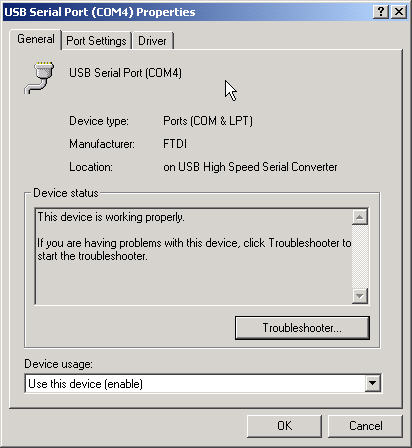 USB Serial Port (COM4) Properties
General Port Settings Driver
USB Serial Port (COM4)
Device type: Ports (COM & LPT)
Manufacturer: FTDI
Location: on USB High Speed Serial Converter
Device status
This device is working properly.
If you are having problems with this device, click Troubleshooter to
start the troubleshooter.
Troubleshooter...
Device usage:
Use this device (enable)
OK Cancel